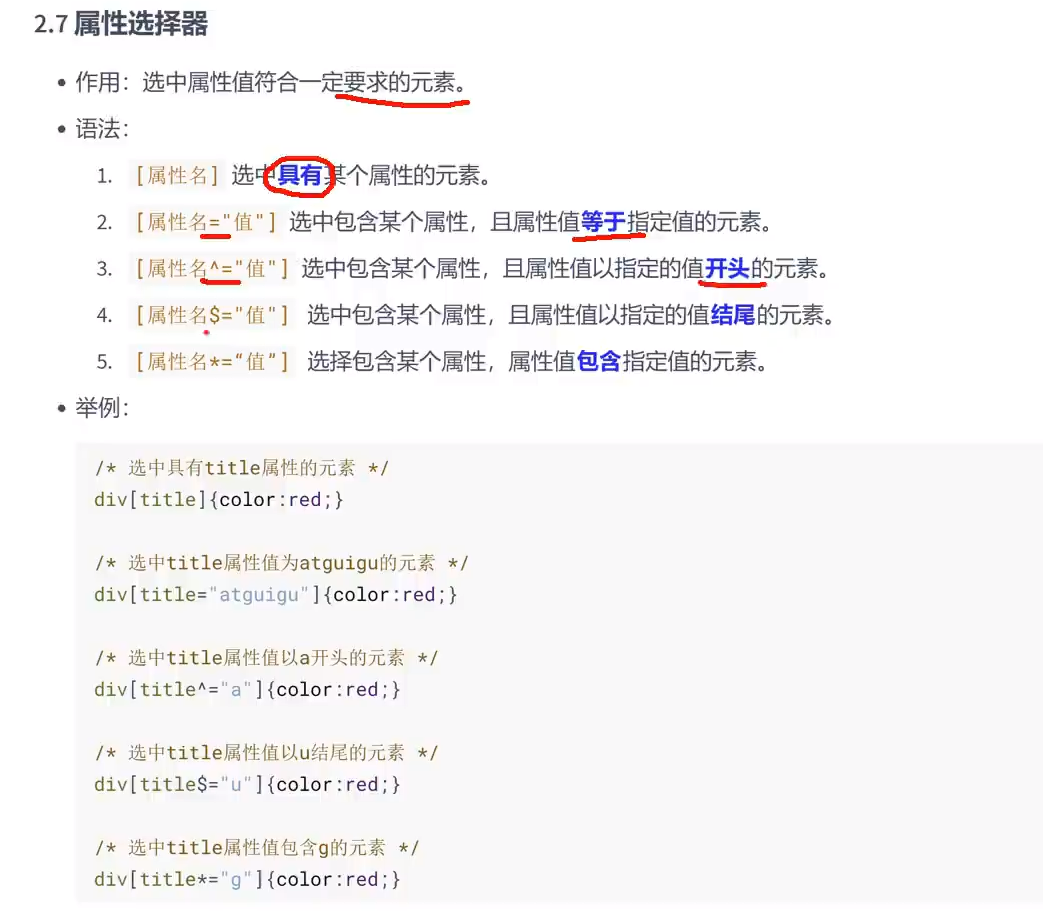 2.7 属性选择器
• 作用：选中属性值符合一定要求的元素。
• 语法：
1. [属性名] 选中具有某个属性的元素。
2. [属性名="值"] 选中包含某个属性，且属性值等于指定值的元素。
3. [属性名^="值"] 选中包含某个属性，且属性值以指定的值开头的元素。
4. [属性名$="值"] 选中包含某个属性，且属性值以指定的值结尾的元素。
5. [属性名*=“值”] 选择包含某个属性，属性值包含指定值的元素。
• 举例：
/* 选中具有title属性的元素 */
div[title]{color:red;}
/* 选中title属性值为atguigu的元素 */
div[title="atguigu"]{color:red;}
/* 选中title属性值以a开头的元素 */
div[title^="a"]{color:red;}
/* 选中title属性值以u结尾的元素 */
div[title$="u"]{color:red;}
/* 选中title属性值包含g的元素 */
div[title*="g"]{color:red;}